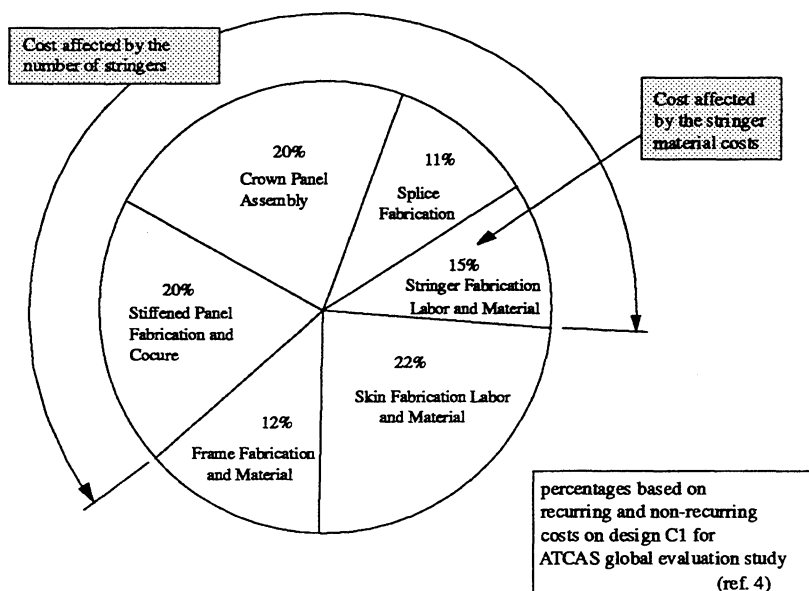 Cost affected by the
number of stringers
Cost affected
by the stringer
material costs
20%
Crown Panel
Assembly
11%
Splice
Fabrication
15%
Stringer Fabrication
Labor and Material
20%
Stiffened Panel
Fabrication and
Cocure
22%
Skin Fabrication Labor
and Material
12%
Frame Fabrication
and Material
percentages based on
recurring and non-recurring
costs on design C1 for
ATCAS global evaluation study
(ref. 4)